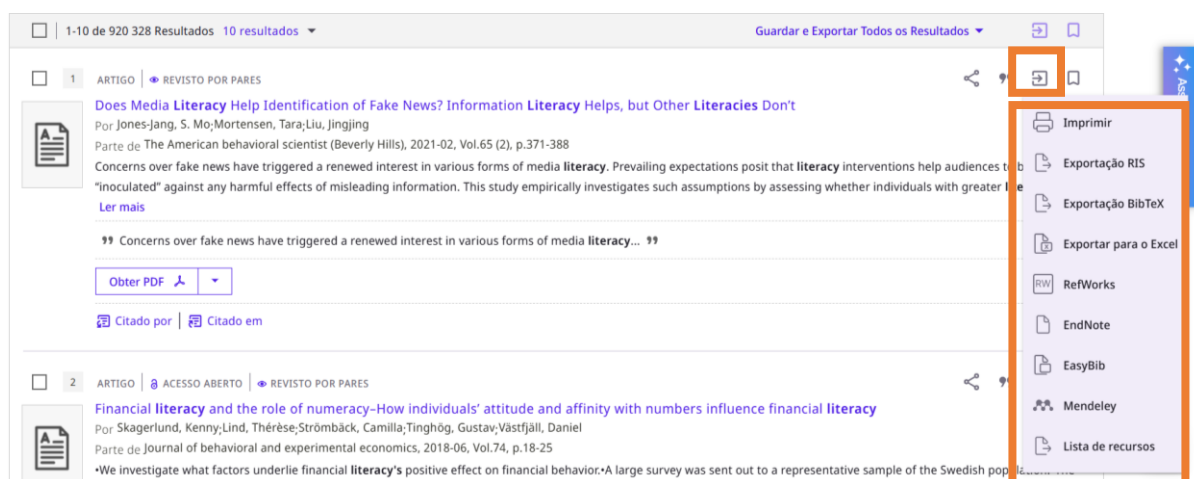 1-10 de 920 328 Resultados 10 resultados
Guardar e Exportar Todos os Resultados
1 ARTIGO REVISTO POR PARES
Does Media Literacy Help Identification of Fake News? Information Literacy Helps, but Other Literacies Don't
Por Jones-Jang, S. Mo;Mortensen, Tara;Liu, Jingjing
Parte de The American behavioral scientist (Beverly Hills), 2021-02, Vol.65 (2), p.371-388
Concerns over fake news have triggered a renewed interest in various forms of media literacy. Prevailing expectations posit that literacy interventions help audiences to b
"inoculated" against any harmful effects of misleading information. This study empirically investigates such assumptions by assessing whether individuals with greater
Ler mais
Concerns over fake news have triggered a renewed interest in various forms of media literacy...
Obter PDF
Citado por Citado em
Imprimir
Exportação RIS
Exportação BibTeX
Exportar para o Excel
RW RefWorks
EndNote
EasyBib
Mendeley
Lista de recursos
2 ARTIGO ACESSO ABERTO REVISTO POR PARES
Financial literacy and the role of numeracy–How individuals' attitude and affinity with numbers influence financial literacy
Por Skagerlund, Kenny;Lind, Thérèse;Strömbäck, Camilla;Tinghög, Gustav;Västfjäll, Daniel
Parte de Journal of behavioral and experimental economics, 2018-06, Vol.74, p.18-25
•We investigate what factors underlie financial literacy's positive effect on financial behavior.•A large survey was sent out to a representative sample of the Swedish